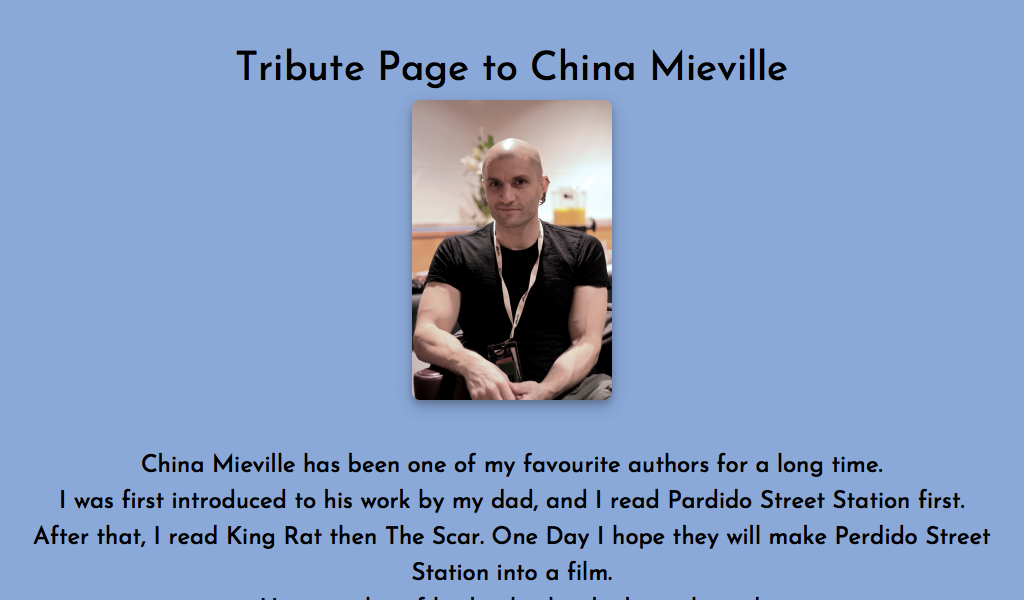 Tribute Page to China Mieville
China Mieville has been one of my favourite authors for a long time.
I was first introduced to his work by my dad, and I read Pardido Street Station first.
After that, I read King Rat then The Scar. One Day I hope they will make Perdido Street
Station into a film.